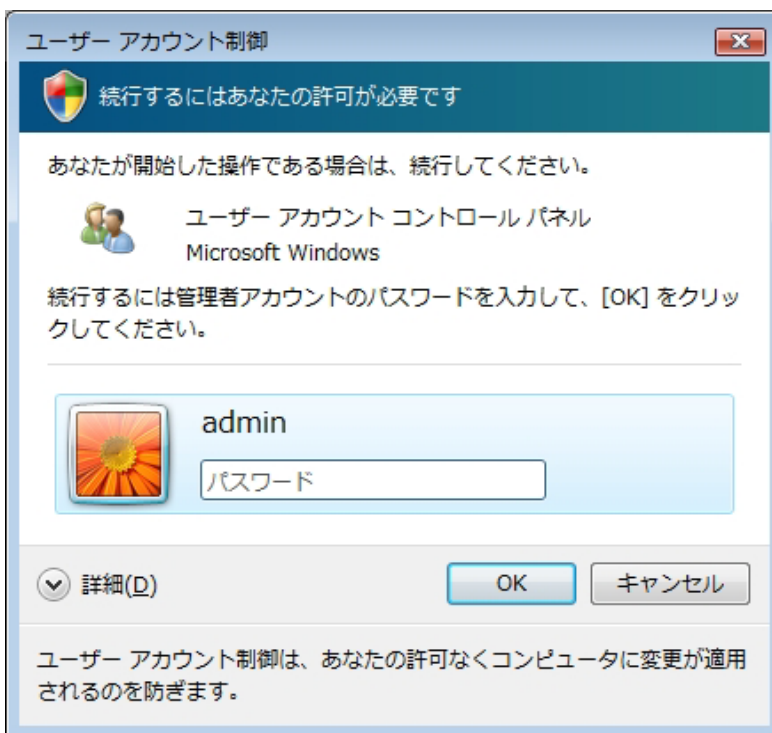 ユーザー アカウント制御
続行するにはあなたの許可が必要です
あなたが開始した操作である場合は、続行してください。
ユーザー アカウント コントロール パネル
Microsoft Windows
続行するには管理者アカウントのパスワードを入力して、[OK] をクリッ
クしてください。
admin
パスワード
詳細(D)
OK
キャンセル
ユーザー アカウント制御は、あなたの許可なくコンピュータに変更が適用
されるのを防ぎます。